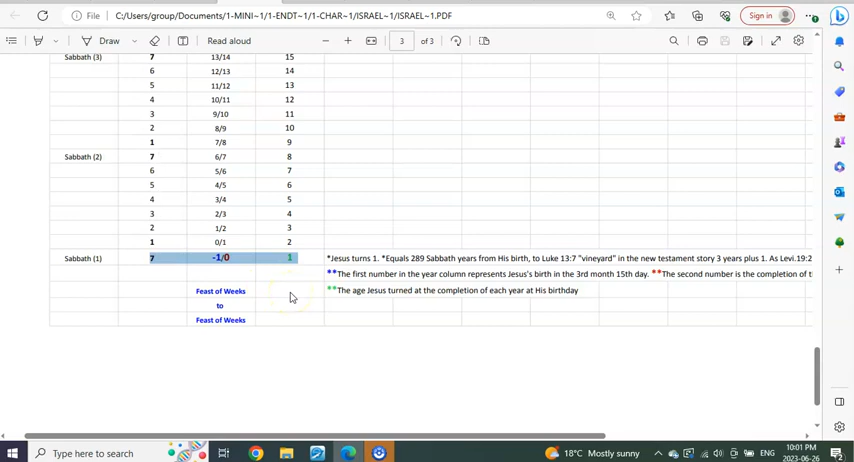 File C:/Users/group/Documents/1-MINI~1/1-ENDT~1/1-CHAR~1/ISRAEL~1/ISRAEL~1.PDF Sign in
Draw Read aloud 3 of 3
Sabbath (3) 7 13/14 15
6 12/13 14
5 11/12 13
4 10/11 12
3 9/10 11
2 8/9 10
1 7/8 9
Sabbath (2) 7 6/7 8
6 5/6 7
5 4/5 6
4 3/4 5
3 2/3 4
2 1/2 3
1 0/1 2
Sabbath (1) 7 -1/0 1 *Jesus turns 1. *Equals 289 Sabbath years from His birth, to Luke 13:7 "vineyard" in the new testament story 3 years plus 1. As Levi.19:2
**The first number in the year column represents Jesus's birth in the 3rd month 15th day. **The second number is the completion of t
Feast of Weeks **The age Jesus turned at the completion of each year at His birthday
to
Feast of Weeks
Type here to search 18°C Mostly sunny ENG 10:01 PM
2023-06-26